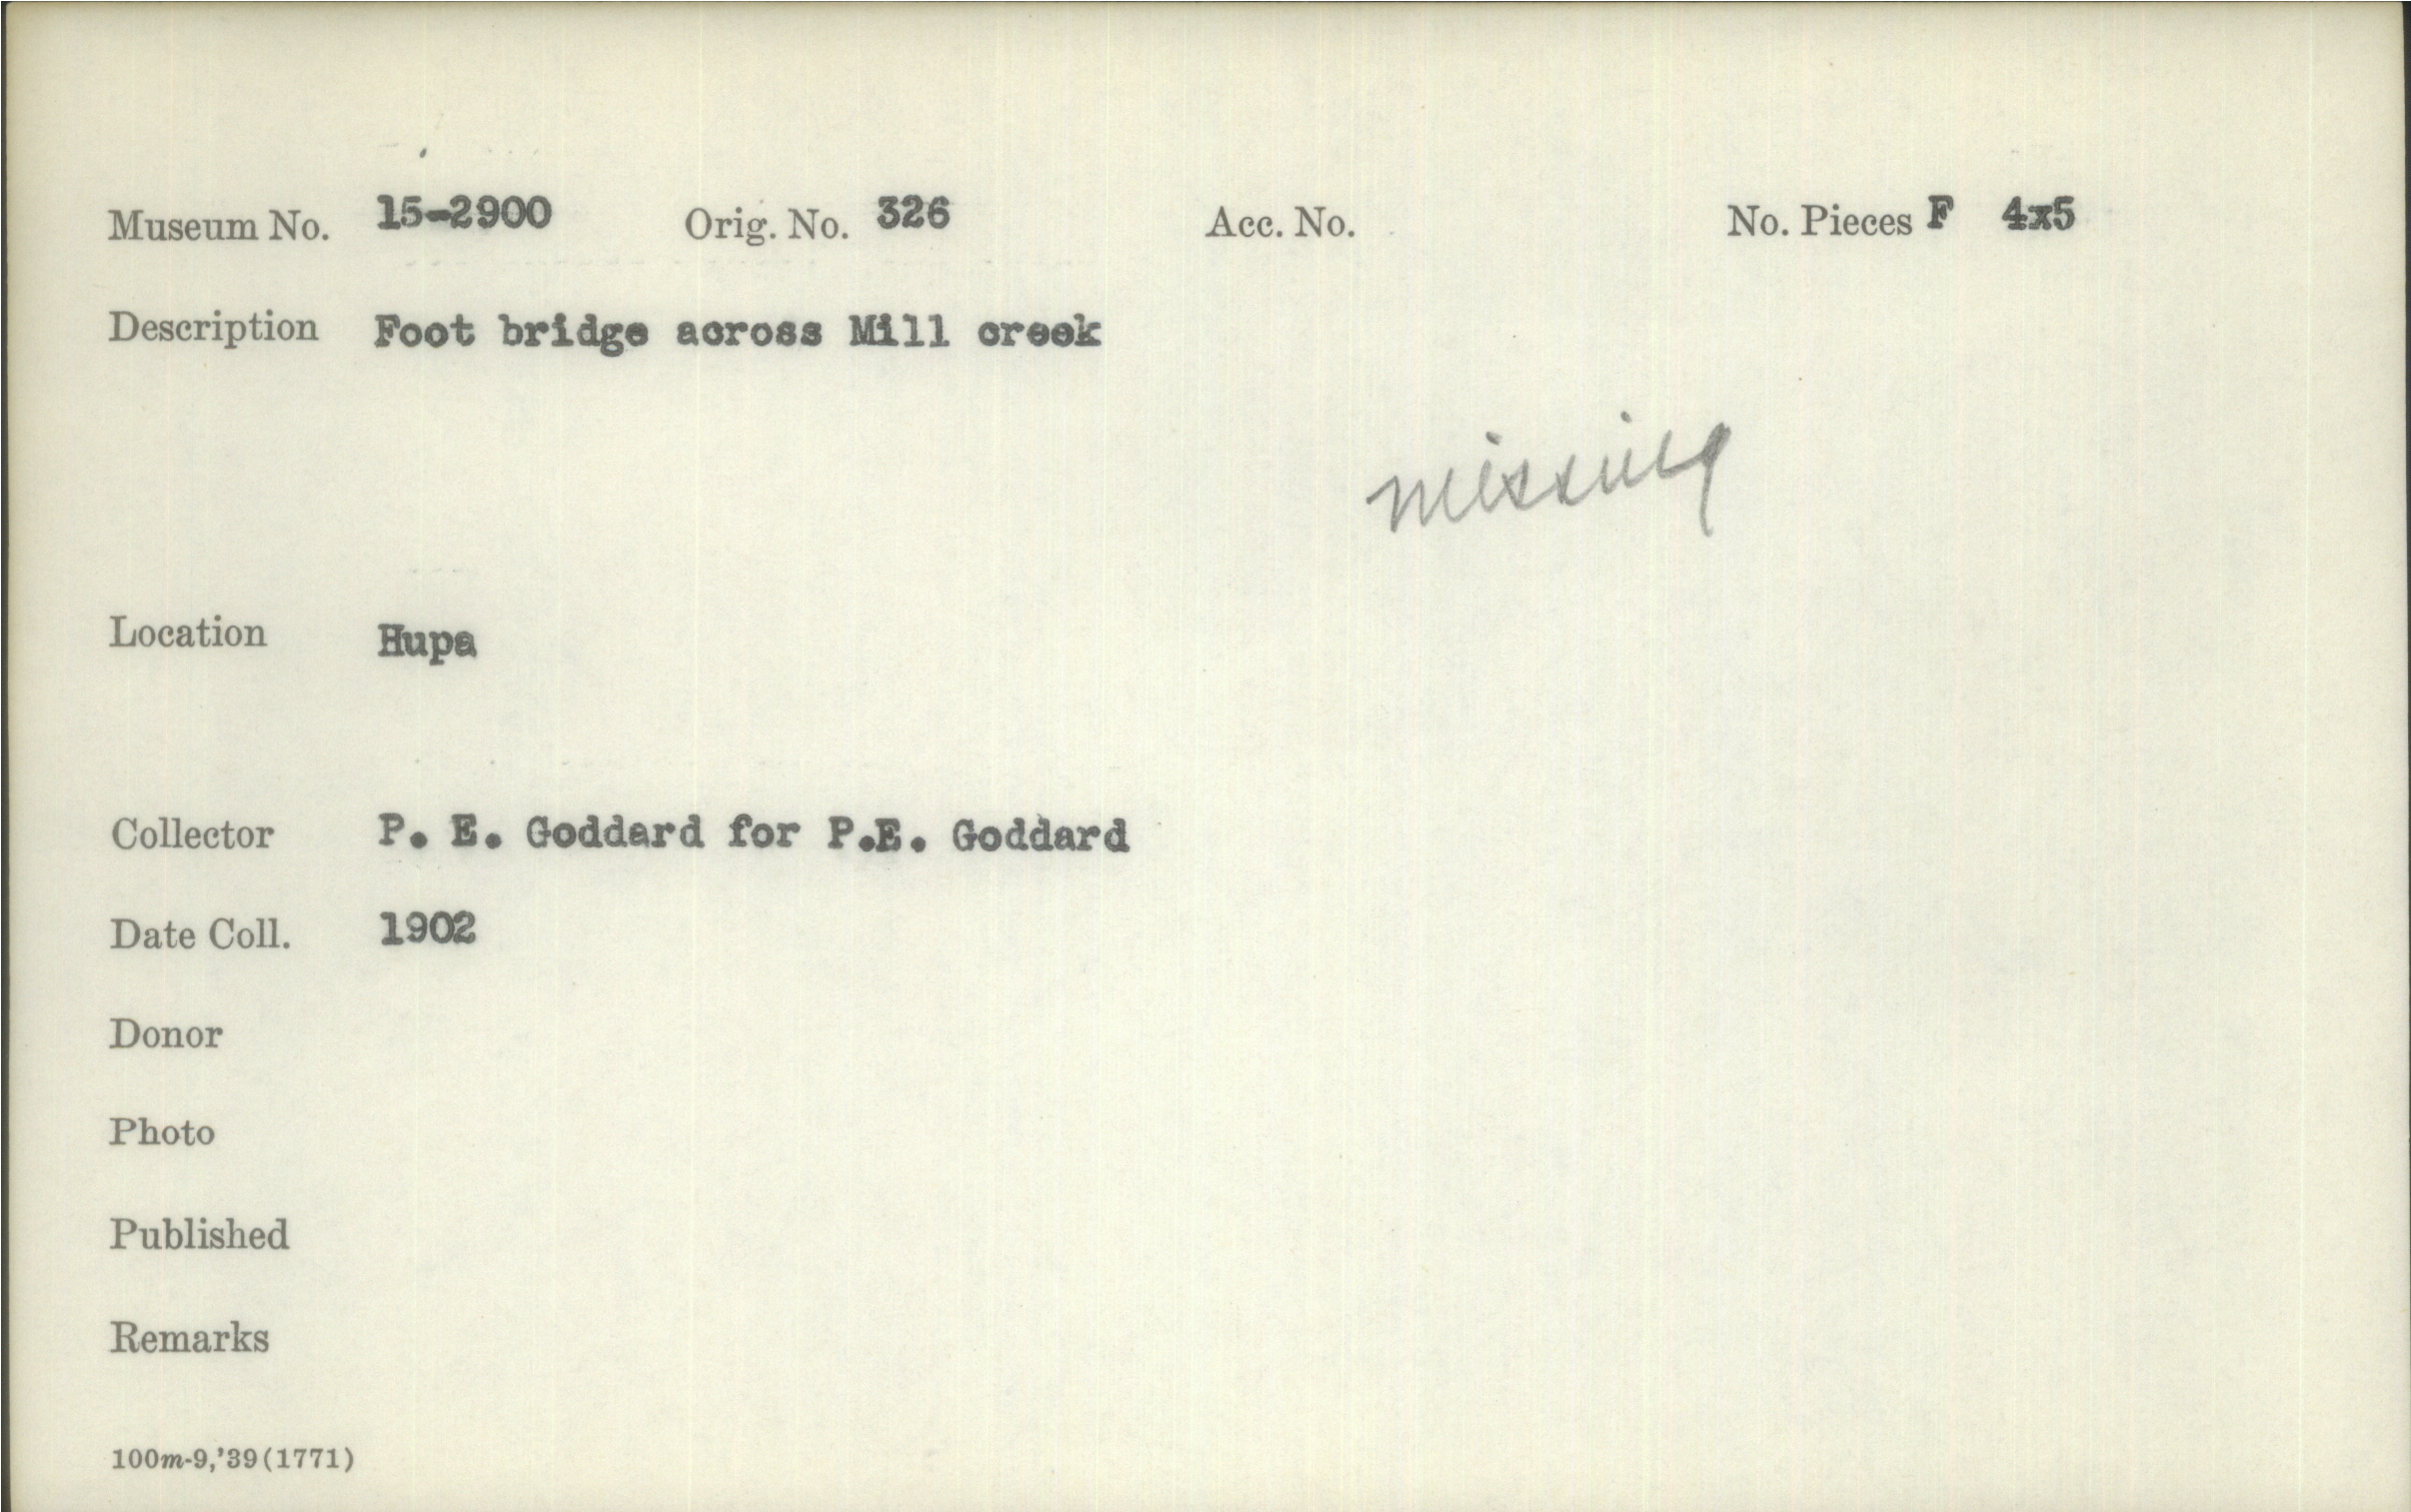 Museum No. 15-2900 Orig. No. 326 Acc. No. No. Pieces F 4x5
Description Foot bridge across Mill creek
missing
Location Hupa
Collector P. E. Goddard for P.E. Goddard
Date Coll. 1902
Donor
Photo
Published
Remarks
100m-9,'39(1771)